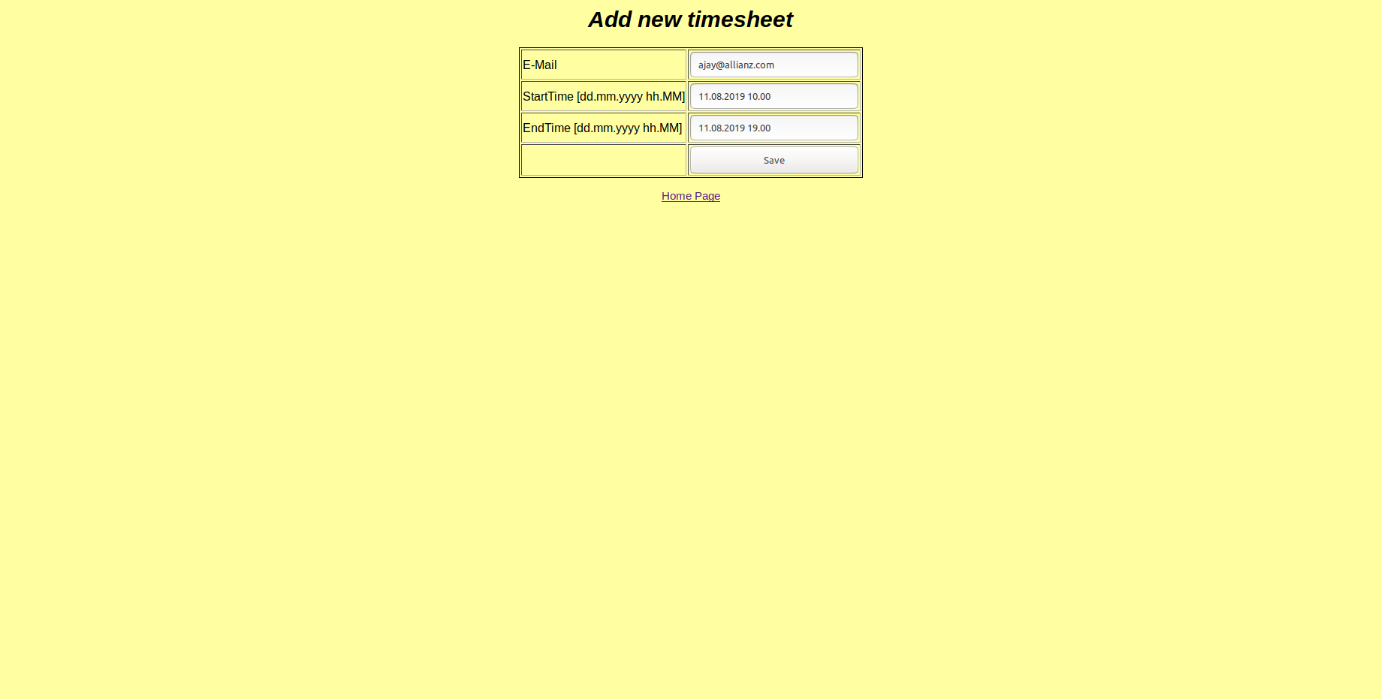 Add new timesheet
E-Mail ajay@allianz.com
StartTime [dd.mm.yyyy hh.MM] 11.08.2019 10.00
EndTime [dd.mm.yyyy hh.MM] 11.08.2019 19.00
Save
Home Page